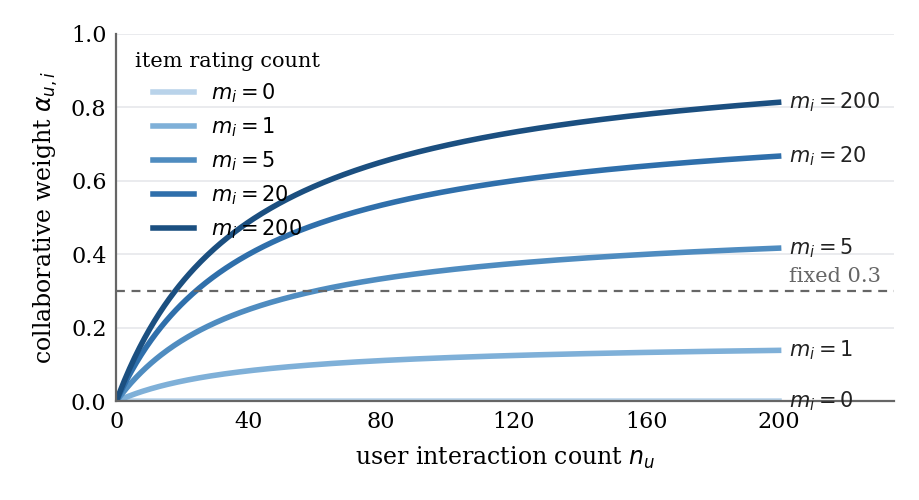 1.0
0.8
0.6
0.4
0.2
0.0
collaborative weight α_{u,i}
item rating count
m_i = 0
m_i = 1
m_i = 5
m_i = 20
m_i = 200
m_i = 200
m_i = 20
m_i = 5
fixed 0.3
m_i = 1
m_i = 0
0 40 80 120 160 200
user interaction count n_u